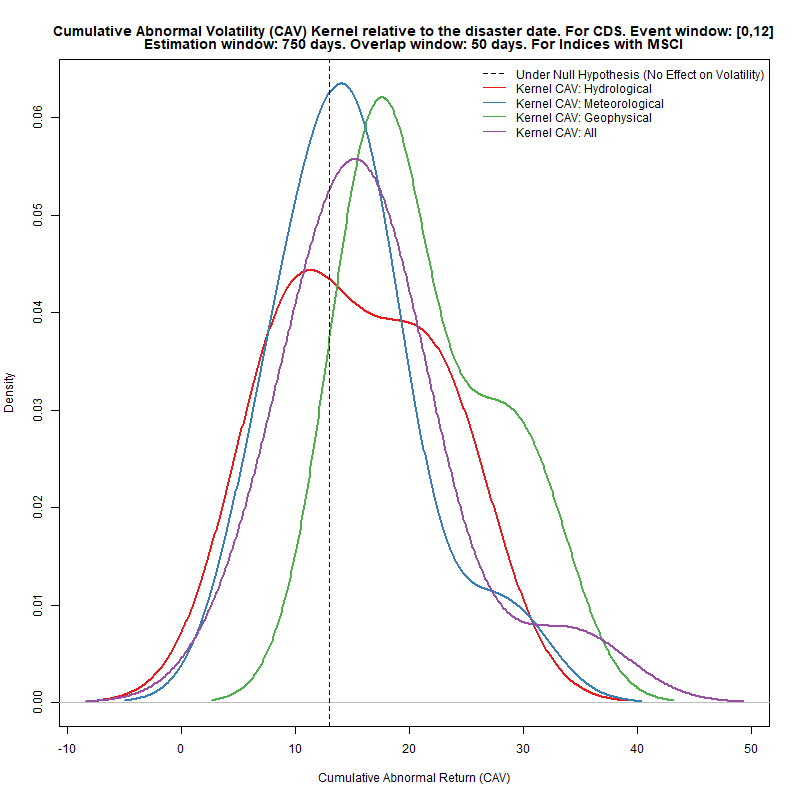 Cumulative Abnormal Volatility (CAV) Kernel relative to the disaster date. For CDS. Event window: [0,12]
Estimation window: 750 days. Overlap window: 50 days. For Indices with MSCI
Under Null Hypothesis (No Effect on Volatility)
Kernel CAV: Hydrological
Kernel CAV: Meteorological
Kernel CAV: Geophysical
Kernel CAV: All
Density
0.06
0.05
0.04
0.03
0.02
0.01
0.00
-10 0 10 20 30 40 50
Cumulative Abnormal Return (CAV)